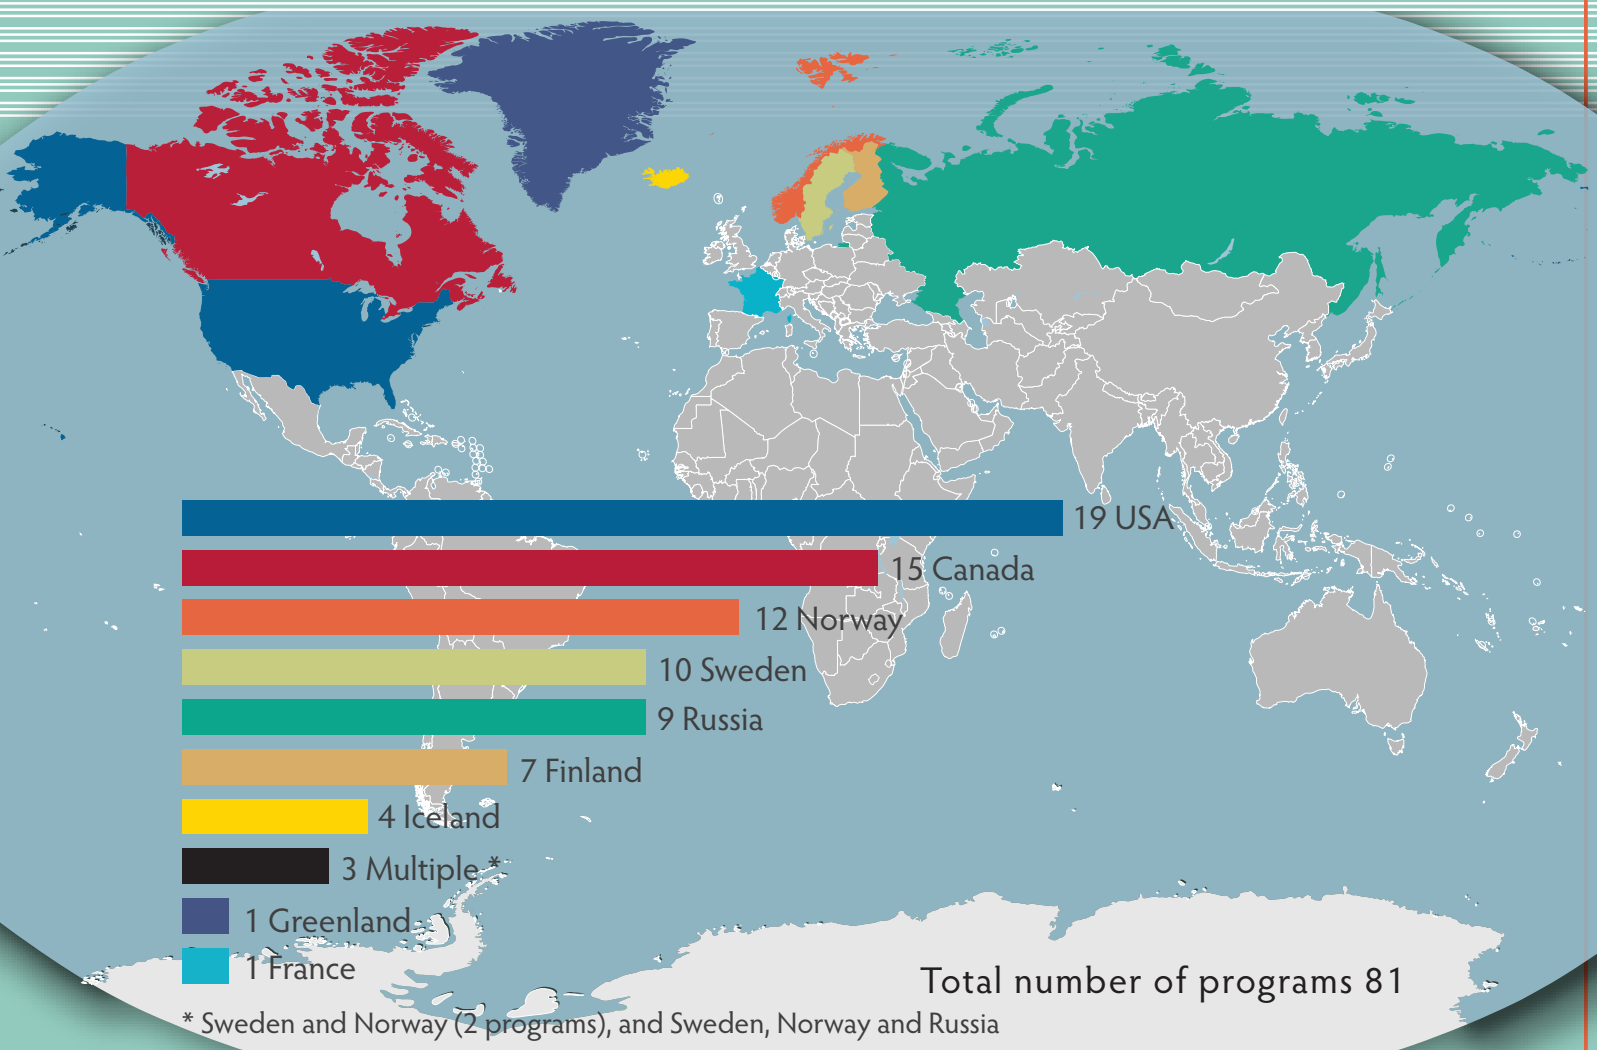 19 USA
15 Canada
12 Norway
10 Sweden
9 Russia
7 Finland
4 Iceland
3 Multiple *
1 Greenland
1 France
Total number of programs 81
* Sweden and Norway (2 programs), and Sweden, Norway and Russia